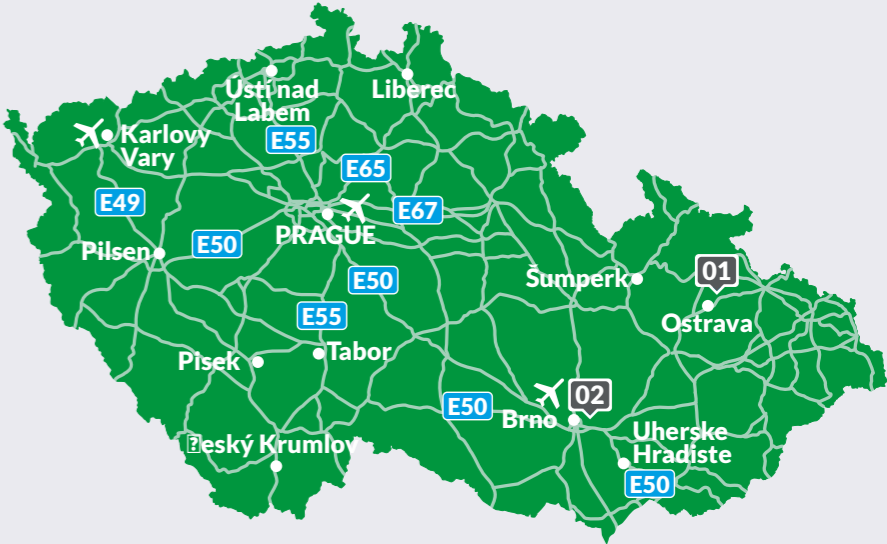 Ústí nad
Labem
Liberec
Karlovy
Vary
E55
E65
E49
E67
PRAGUE
E50
Pilsen
E50
Šumperk
01
E55
Ostrava
Pisek
Tabor
E50
02
Brno
Uherske
Hradiste
eský Krumlov
E50